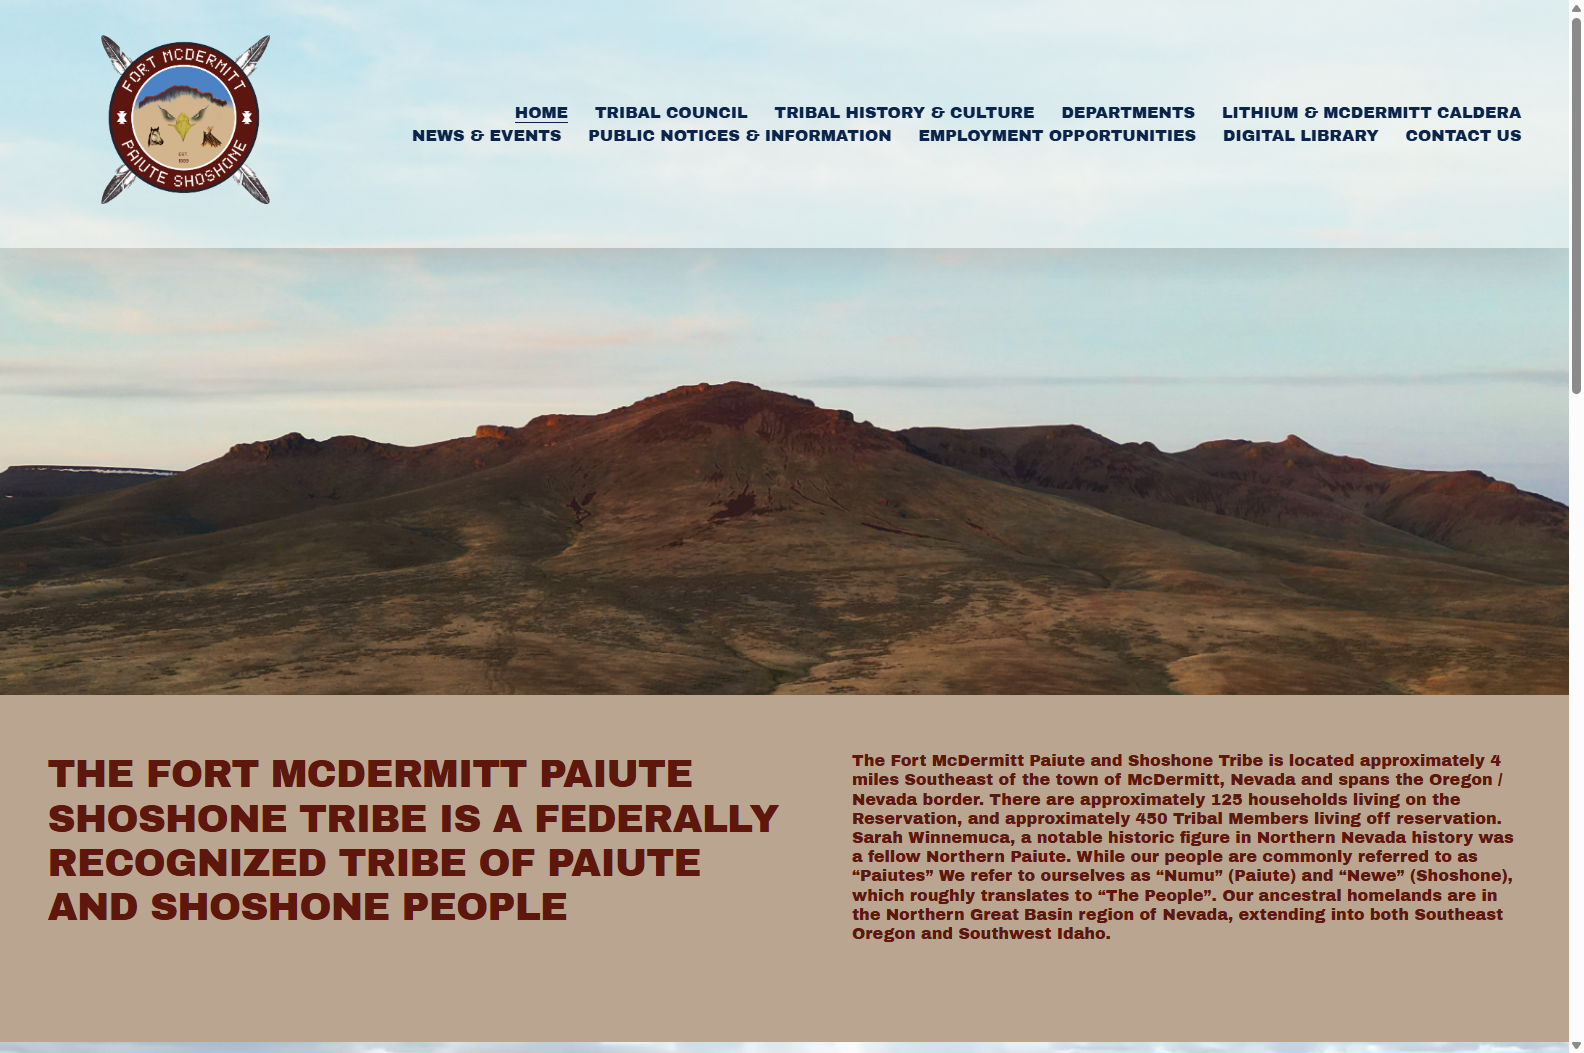 FORT MCDERMITT
EST
PAIUTE SHOSHONE
HOME TRIBAL COUNCIL TRIBAL HISTORY & CULTURE DEPARTMENTS LITHIUM & MCDERMITT CALDERA
NEWS & EVENTS PUBLIC NOTICES & INFORMATION EMPLOYMENT OPPORTUNITIES DIGITAL LIBRARY CONTACT US
THE FORT MCDERMITT PAIUTE
SHOSHONE TRIBE IS A FEDERALLY
RECOGNIZED TRIBE OF PAIUTE
AND SHOSHONE PEOPLE
The Fort McDermitt Paiute and Shoshone Tribe is located approximately 4
miles Southeast of the town of McDermitt, Nevada and spans the Oregon /
Nevada border. There are approximately 125 households living on the
Reservation, and approximately 450 Tribal Members living off reservation.
Sarah Winnemuca, a notable historic figure in Northern Nevada history was
a fellow Northern Paiute. While our people are commonly referred to as
“Paiutes” We refer to ourselves as “Numu” (Paiute) and “Newe” (Shoshone),
which roughly translates to “The People”. Our ancestral homelands are in
the Northern Great Basin region of Nevada, extending into both Southeast
Oregon and Southwest Idaho.